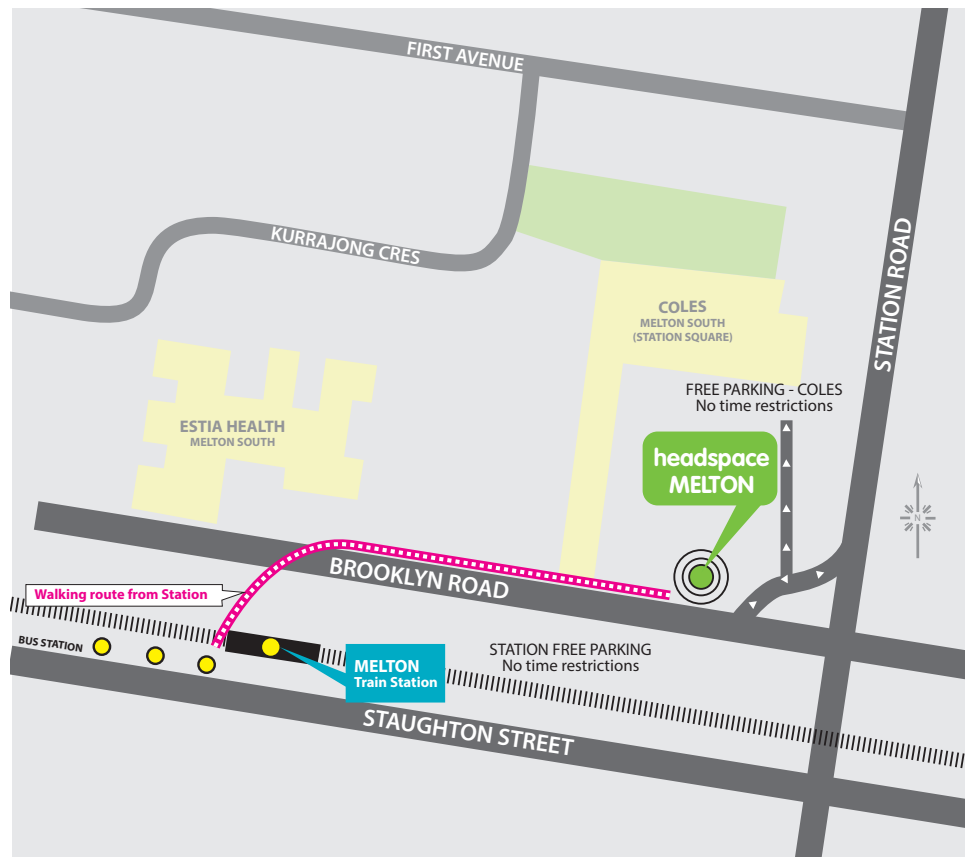 FIRST AVENUE
KURRAJONG CRES
STATION ROAD
COLES
MELTON SOUTH
(STATION SQUARE)
FREE PARKING - COLES
No time restrictions
ESTIA HEALTH
MELTON SOUTH
headspace
MELTON
N
BROOKLYN ROAD
Walking route from Station
BUS STATION
STATION FREE PARKING
No time restrictions
MELTON
Train Station
STAUGHTON STREET